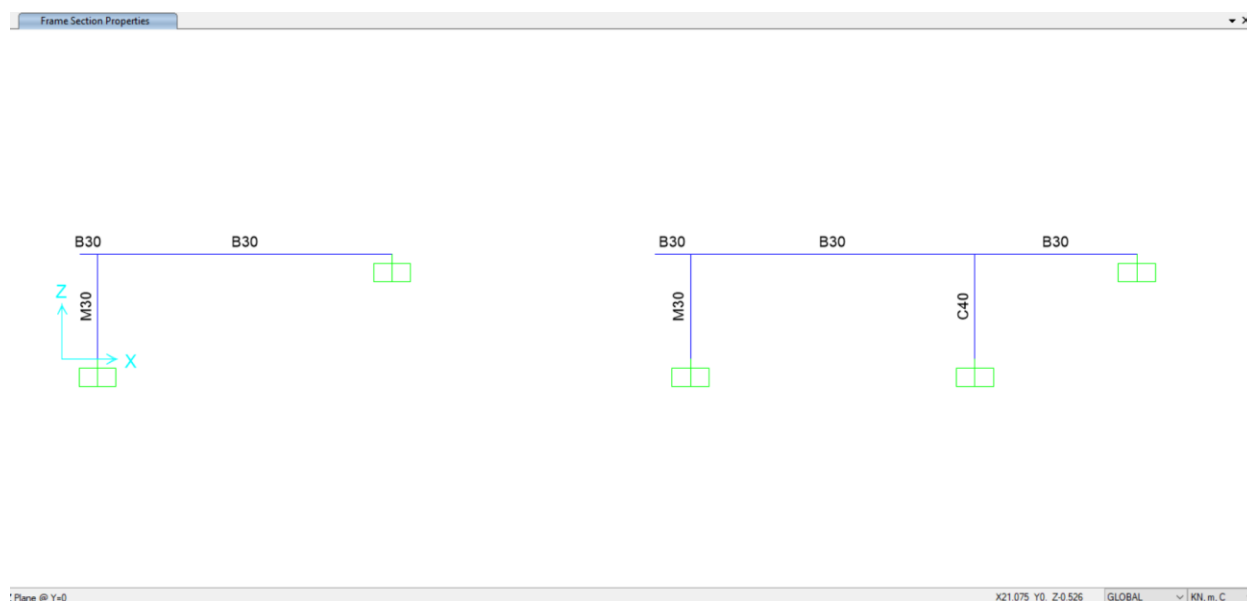 Frame Section Properties
B30 B30 B30 B30 B30
M30 M30 C40
Z
X
Plane @ Y=0 X21.075 Y0. Z-0.526 GLOBAL KN, m, C